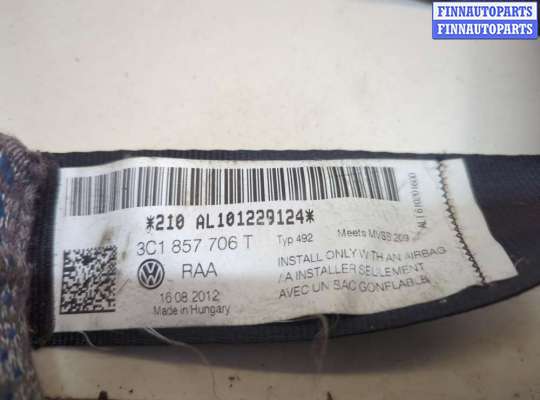 FINNAUTOPARTS
FINNAUTOPARTS
*210 AL101229124*
3C1 857 706 T Typ 492 Meets MVSS 209
RAA
INSTALL ONLY WITH AN AIRBAG
/A INSTALLER SEULEMENT
AVEC UN SAC GONFLABLE
16 08 2012
Made in Hungary